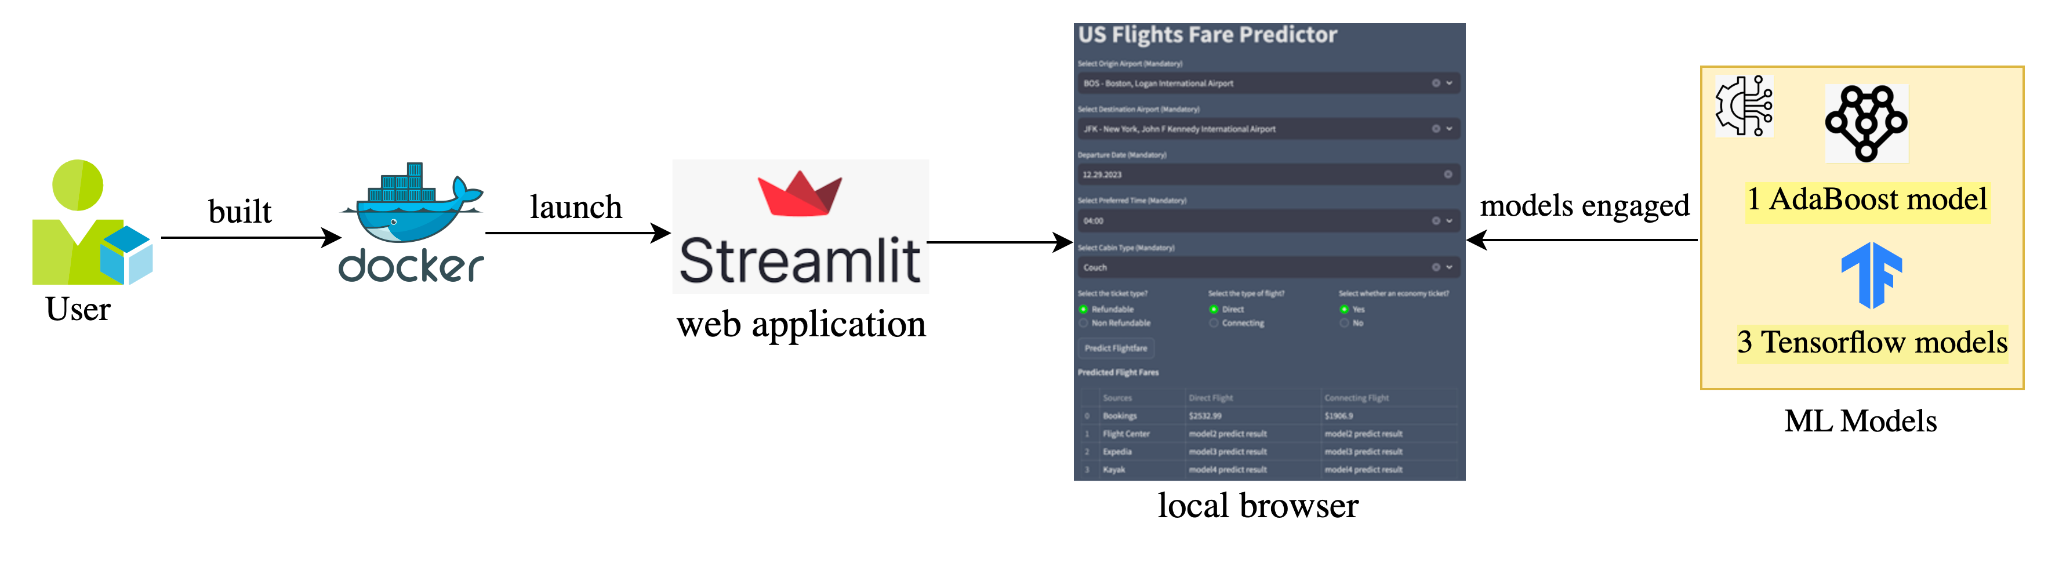 User
built
docker
launch
Streamlit
web application
US Flights Fare Predictor
Select Origin Airport (Mandatory)
BOS - Boston, Logan International Airport
Select Destination Airport (Mandatory)
JFK - New York, John F Kennedy International Airport
Departure Date (Mandatory)
12.29.2023
Select Preferred Time (Mandatory)
04:00
Select Cabin Type (Mandatory)
Couch
Select the ticket type? Select the type of flight? Select whether an economy ticket?
Refundable Direct Yes
Non Refundable Connecting No
Predict Flightfare
Predicted Flight Fares
Sources Direct Flight Connecting Flight
0 Bookings $2532.99 $1906.9
1 Flight Center model2 predict result model2 predict result
2 Expedia model3 predict result model3 predict result
3 Kayak model4 predict result model4 predict result
local browser
models engaged
1 AdaBoost model
3 Tensorflow models
ML Models